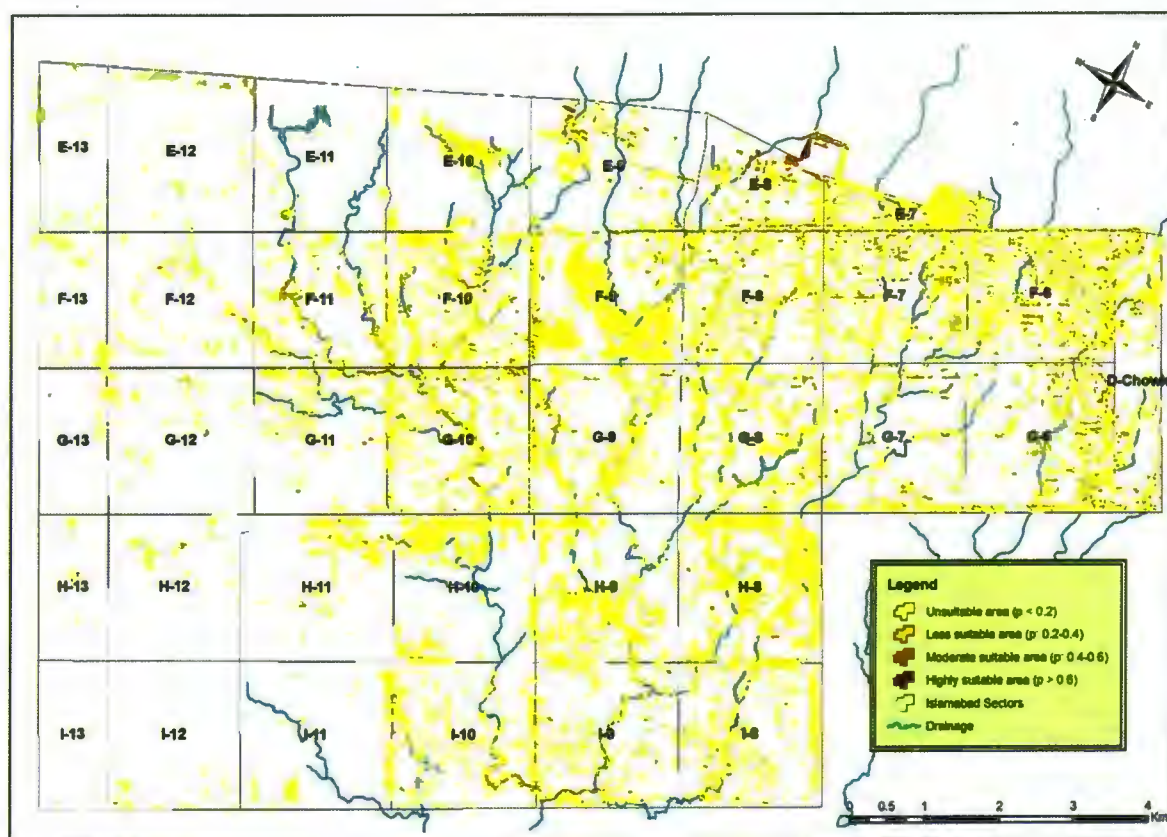 E-13
E-12
E-11
E-10
E-9
E-8
E-7
F-13
F-12
F-11
F-10
F-9
F-8
F-7
F-6
D-Chowk
G-13
G-12
G-11
G-10
G-9
G-8
G-7
G-6
H-13
H-12
H-11
H-10
H-9
H-8
I-13
I-12
I-11
I-10
I-9
I-8
Legend
Unsuitable area (p < 0.2)
Less suitable area (p: 0.2-0.4)
Moderate suitable area (p: 0.4-0.6)
Highly suitable area (p > 0.6)
Islamabad Sectors
Drainage
0 0.5 1 2 3 4
Km